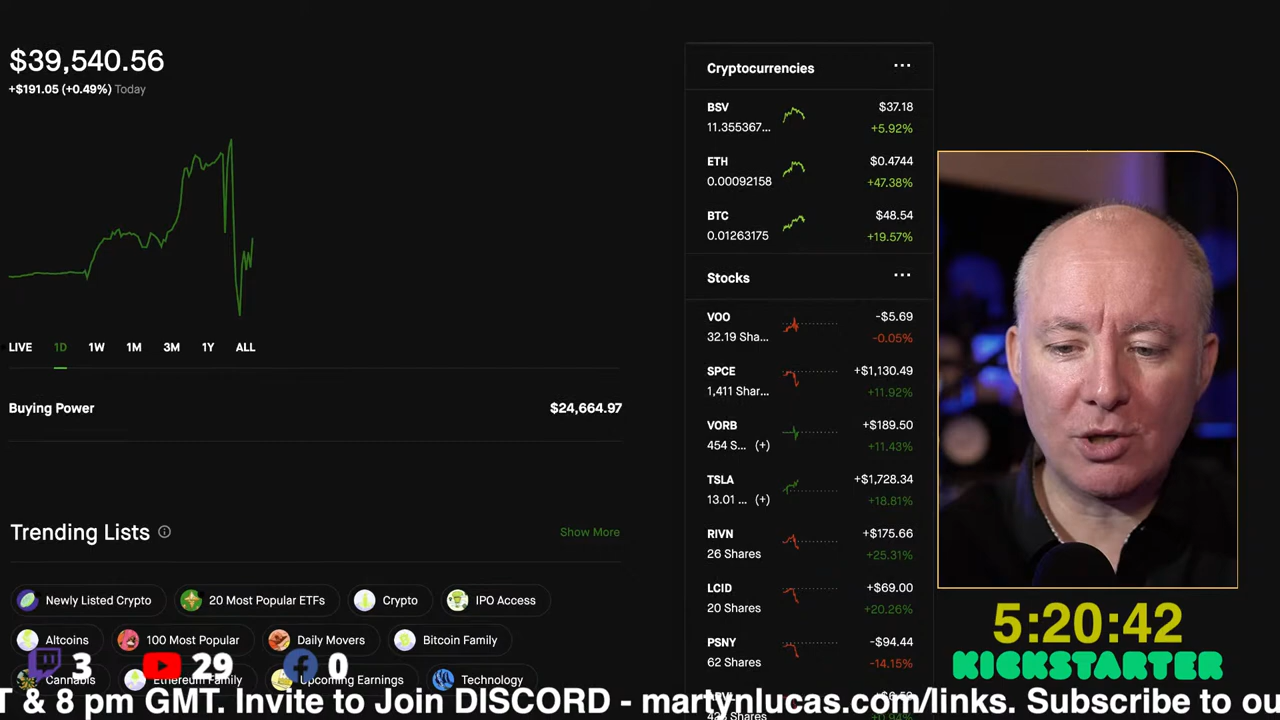 $39,540.56
+$191.05 (+0.49%) Today
LIVE 1D 1W 1M 3M 1Y ALL
Buying Power $24,664.97
Trending Lists
Show More
Newly Listed Crypto
20 Most Popular ETFs
Crypto
IPO Access
Altcoins
100 Most Popular
Daily Movers
Bitcoin Family
Cannabis
Ethereum Family
Upcoming Earnings
Technology
3 29 0
Cryptocurrencies
BSV $37.18
11.355367... +5.92%
ETH $0.4744
0.00092158 +47.38%
BTC $48.54
0.01263175 +19.57%
Stocks
VOO -$5.69
32.19 Sha... -0.05%
SPCE +$1,130.49
1,411 Shar... +11.92%
VORB +$189.50
454 S... (+) +11.43%
TSLA +$1,728.34
13.01 ... (+) +18.81%
RIVN +$175.66
26 Shares +25.31%
LCID +$69.00
20 Shares +20.26%
PSNY -$94.44
62 Shares -14.15%
5:20:42
KICKSTARTER
T & 8 pm GMT. Invite to Join DISCORD - martynlucas.com/links. Subscribe to ou